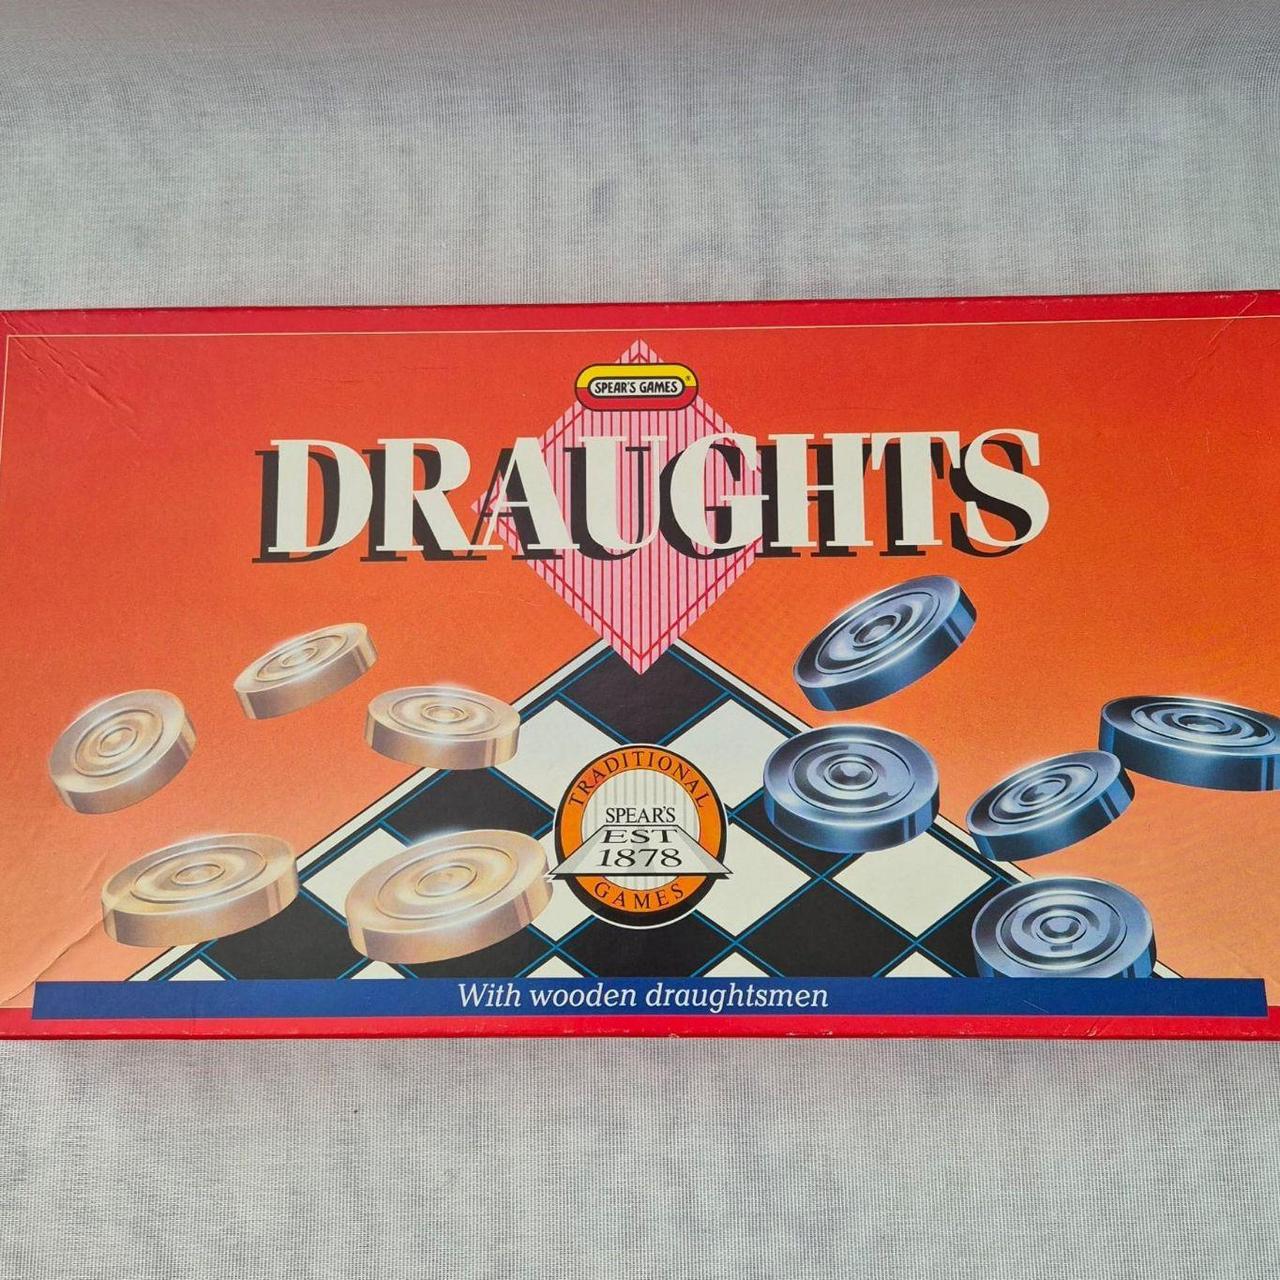 SPEAR'S GAMES®
DRAUGHTS
TRADITIONAL
SPEAR'S
EST
1878
GAMES
With wooden draughtsmen